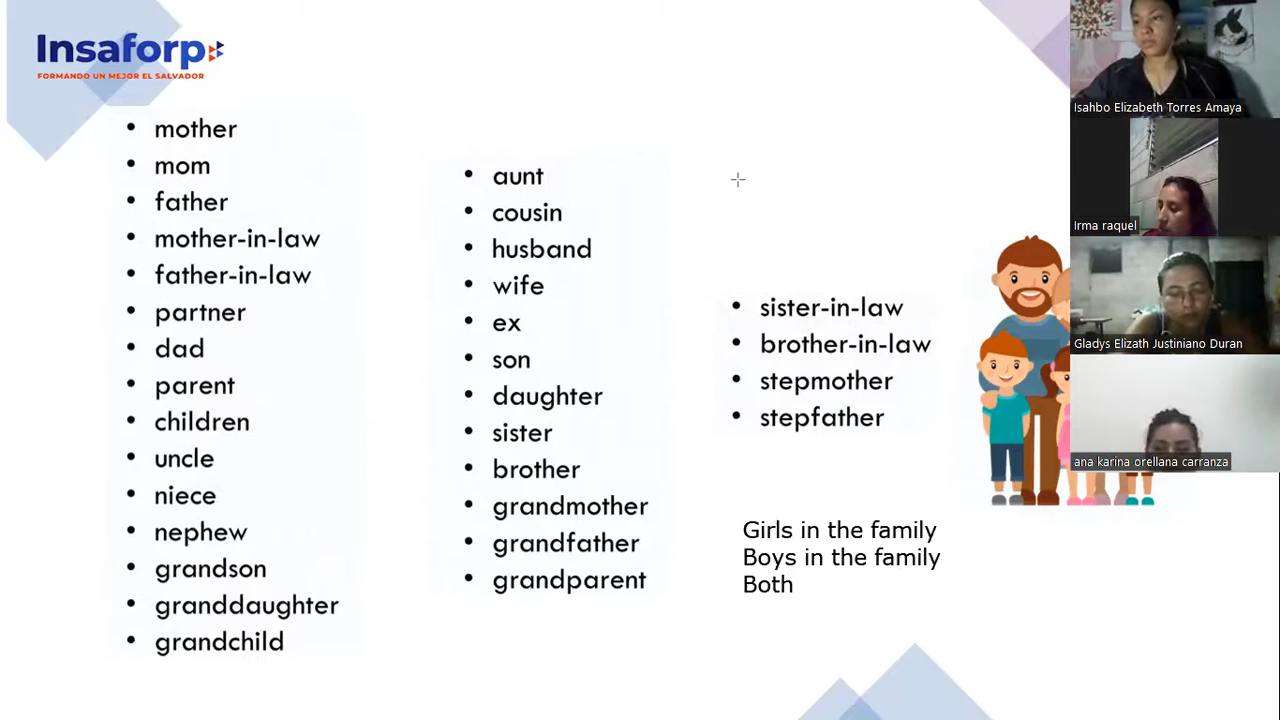 Insaforp
FORMANDO UN MEJOR EL SALVADOR
mother
mom
father
mother-in-law
father-in-law
partner
dad
parent
children
uncle
niece
nephew
grandson
granddaughter
grandchild
aunt
cousin
husband
wife
ex
son
daughter
sister
brother
grandmother
grandfather
grandparent
sister-in-law
brother-in-law
stepmother
stepfather
Girls in the family
Boys in the family
Both
Isahbo Elizabeth Torres Amaya
Irma raquel
Gladys Elizath Justiniano Duran
ana karina orellana carranza